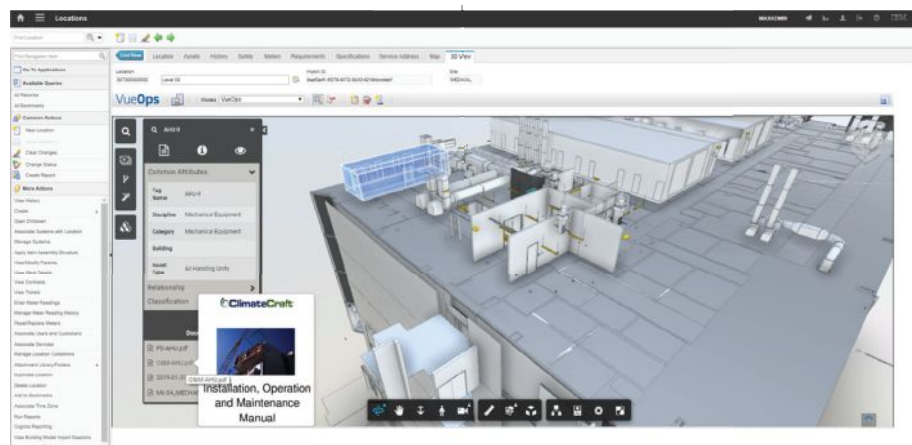 Locations
MAXADMIN
IBM
Find Location
Find Navigation Item
Go To Applications
Available Queries
All Records
All Bookmarks
Common Actions
New Location
Clear Changes
Change Status
Create Report
More Actions
View History
Create
Open Drilldown
Associate Systems with Location
Manage Systems
Apply Item Assembly Structure
View/Modify Parents
View Work Details
View Contracts
View Tickets
Enter Meter Readings
Manage Meter Reading History
Reset/Replace Meters
Associate Users and Custodians
Associate Services
Manage Location Collections
Attachment Library/Folders
Duplicate Location
Delete Location
Add to Bookmarks
Associate Time Zone
Run Reports
Cognos Reporting
View Building Model Import Sessions
List View
Location
Assets
History
Safety
Meters
Requirements
Specifications
Service Address
Map
3D View
Location
Level 03
Site
MEDICAL
VueOps
Modes
VueOps
AHU-9
Common Attributes
Tag Name
AHU-9
Discipline
Mechanical Equipment
Category
Mechanical Equipment
Building
Asset Type
Air Handling Units
Relationship
Classification
PD-AHU.pdf
O&M-AHU.pdf
O&M-AHU.pdf
ClimateCraft
Installation, Operation
and Maintenance
Manual